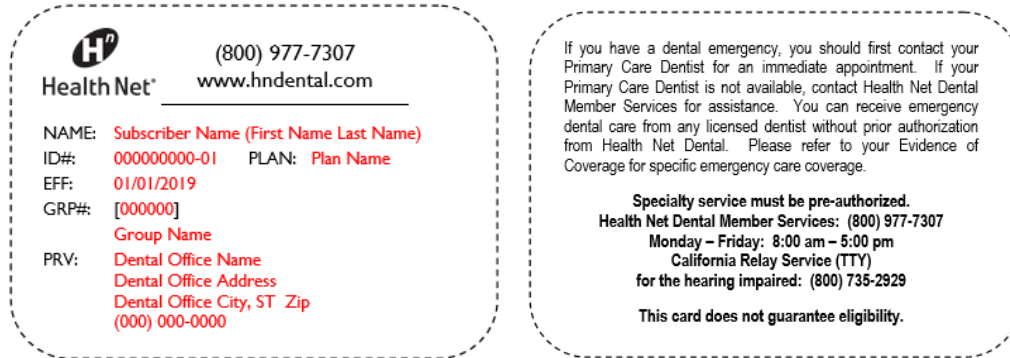 Hn
Health Net®
(800) 977-7307
www.hndental.com
NAME: Subscriber Name (First Name Last Name)
ID#: 000000000-01 PLAN: Plan Name
EFF: 01/01/2019
GRP#: [000000]
Group Name
PRV: Dental Office Name
Dental Office Address
Dental Office City, ST Zip
(000) 000-0000
If you have a dental emergency, you should first contact your
Primary Care Dentist for an immediate appointment. If your
Primary Care Dentist is not available, contact Health Net Dental
Member Services for assistance. You can receive emergency
dental care from any licensed dentist without prior authorization
from Health Net Dental. Please refer to your Evidence of
Coverage for specific emergency care coverage.
Specialty service must be pre-authorized.
Health Net Dental Member Services: (800) 977-7307
Monday – Friday: 8:00 am – 5:00 pm
California Relay Service (TTY)
for the hearing impaired: (800) 735-2929
This card does not guarantee eligibility.